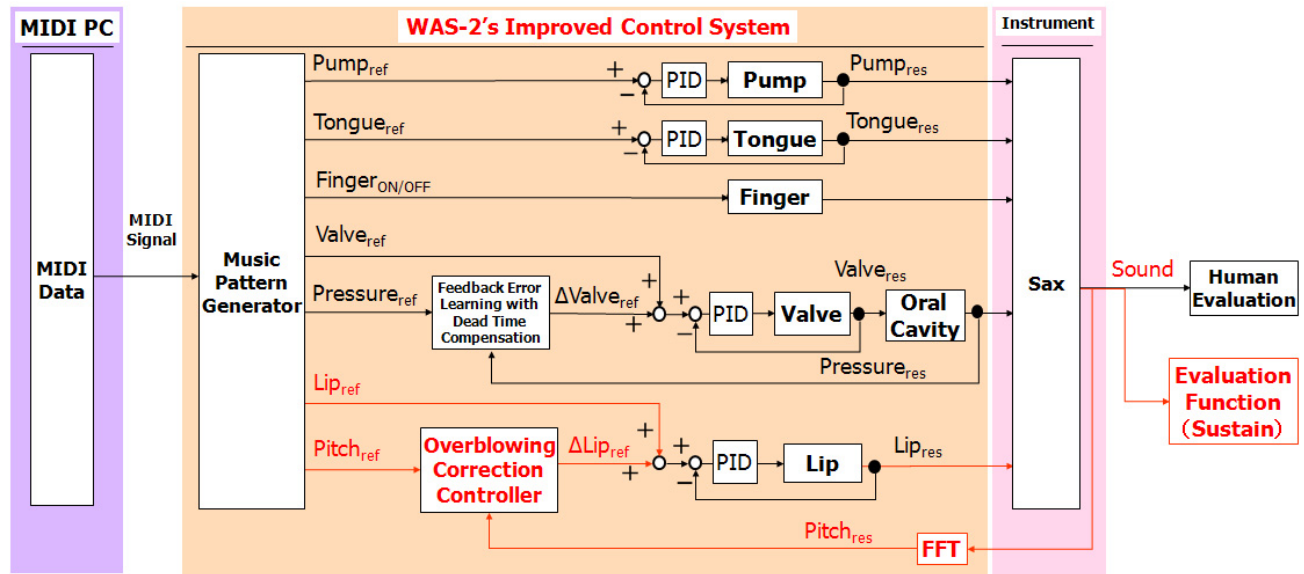 MIDI PC
WAS-2's Improved Control System
Instrument
Pump_ref
+
−
PID
Pump
Pump_res
Tongue_ref
+
−
PID
Tongue
Tongue_res
Finger_ON/OFF
Finger
MIDI
Signal
MIDI
Data
Music
Pattern
Generator
Valve_ref
Pressure_ref
Feedback Error
Learning with
Dead Time
Compensation
ΔValve_ref
+
+
+
−
PID
Valve
Valve_res
Oral
Cavity
Pressure_res
Sax
Sound
Human
Evaluation
Evaluation
Function
(Sustain)
Lip_ref
Pitch_ref
Overblowing
Correction
Controller
ΔLip_ref
+
+
+
−
PID
Lip
Lip_res
Pitch_res
FFT